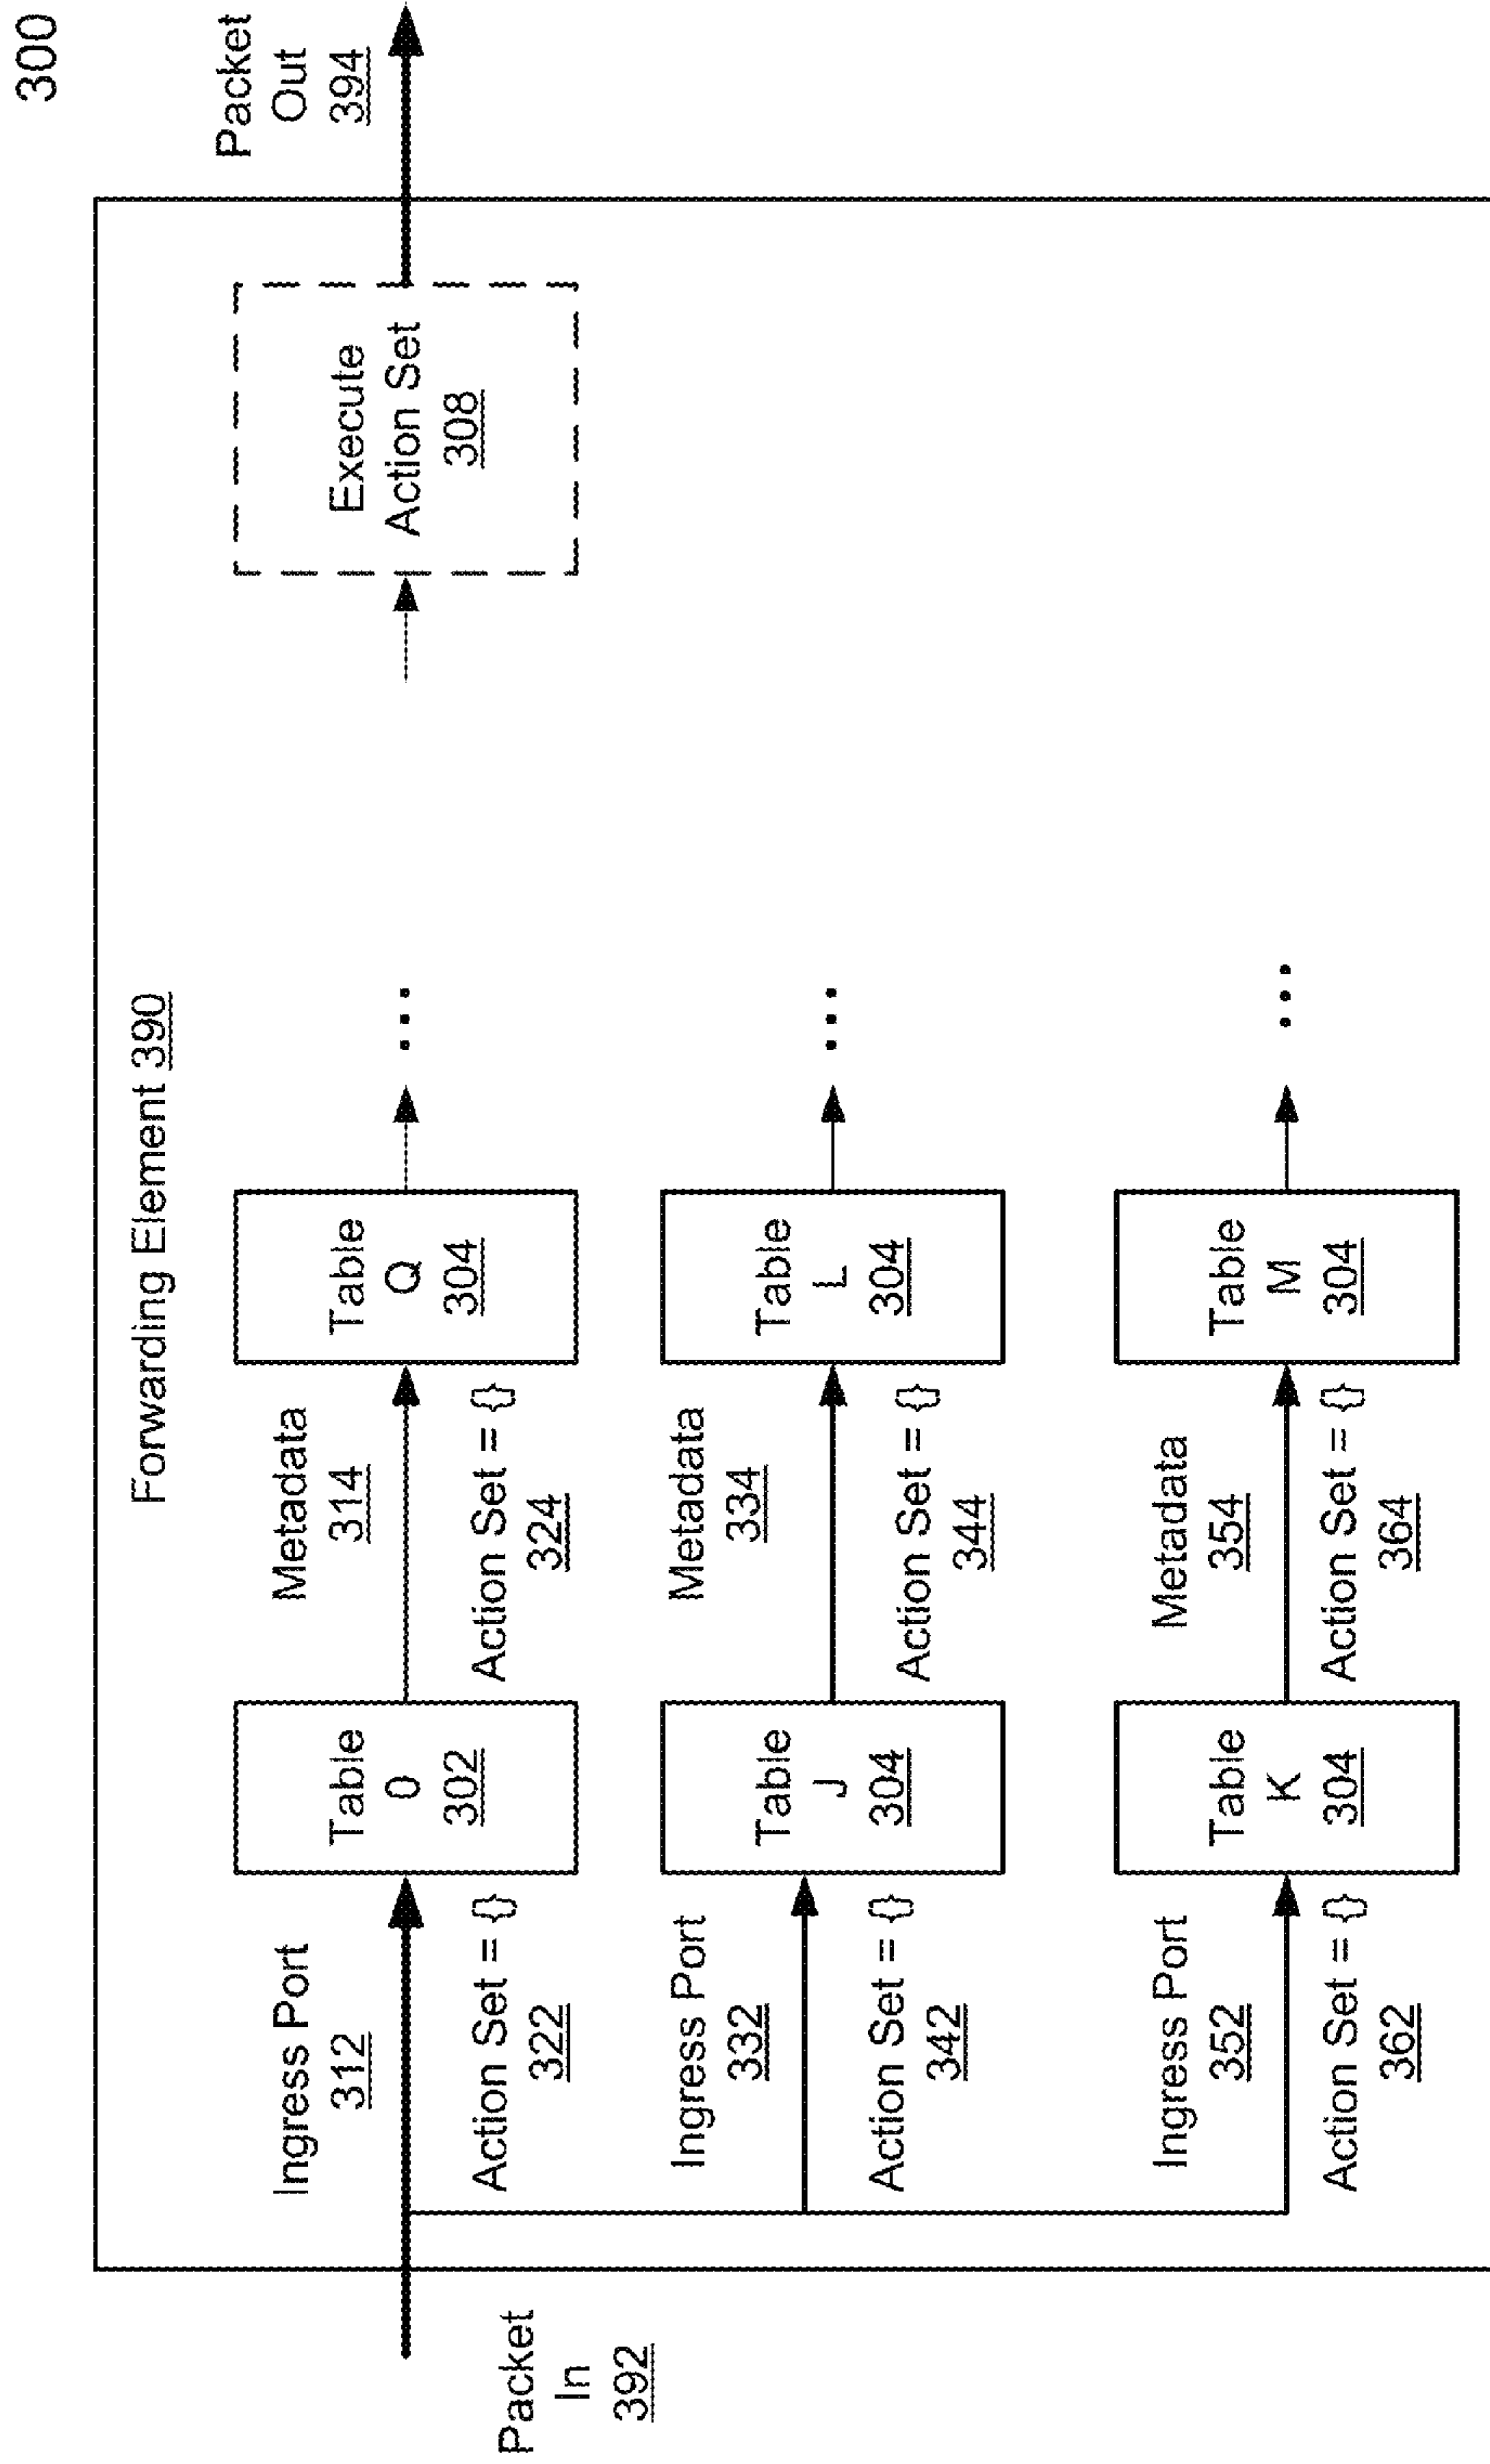 300
Forwarding Element 390
Packet
In
392
Ingress Port
312
Action Set = {}
322
Table
0
302
Metadata
314
Action Set = {}
324
Table
Q
304
...
Execute
Action Set
308
Packet
Out
394
Ingress Port
332
Action Set = {}
342
Table
J
304
Metadata
334
Action Set = {}
344
Table
L
304
...
Ingress Port
352
Action Set = {}
362
Table
K
304
Metadata
354
Action Set = {}
364
Table
M
304
...